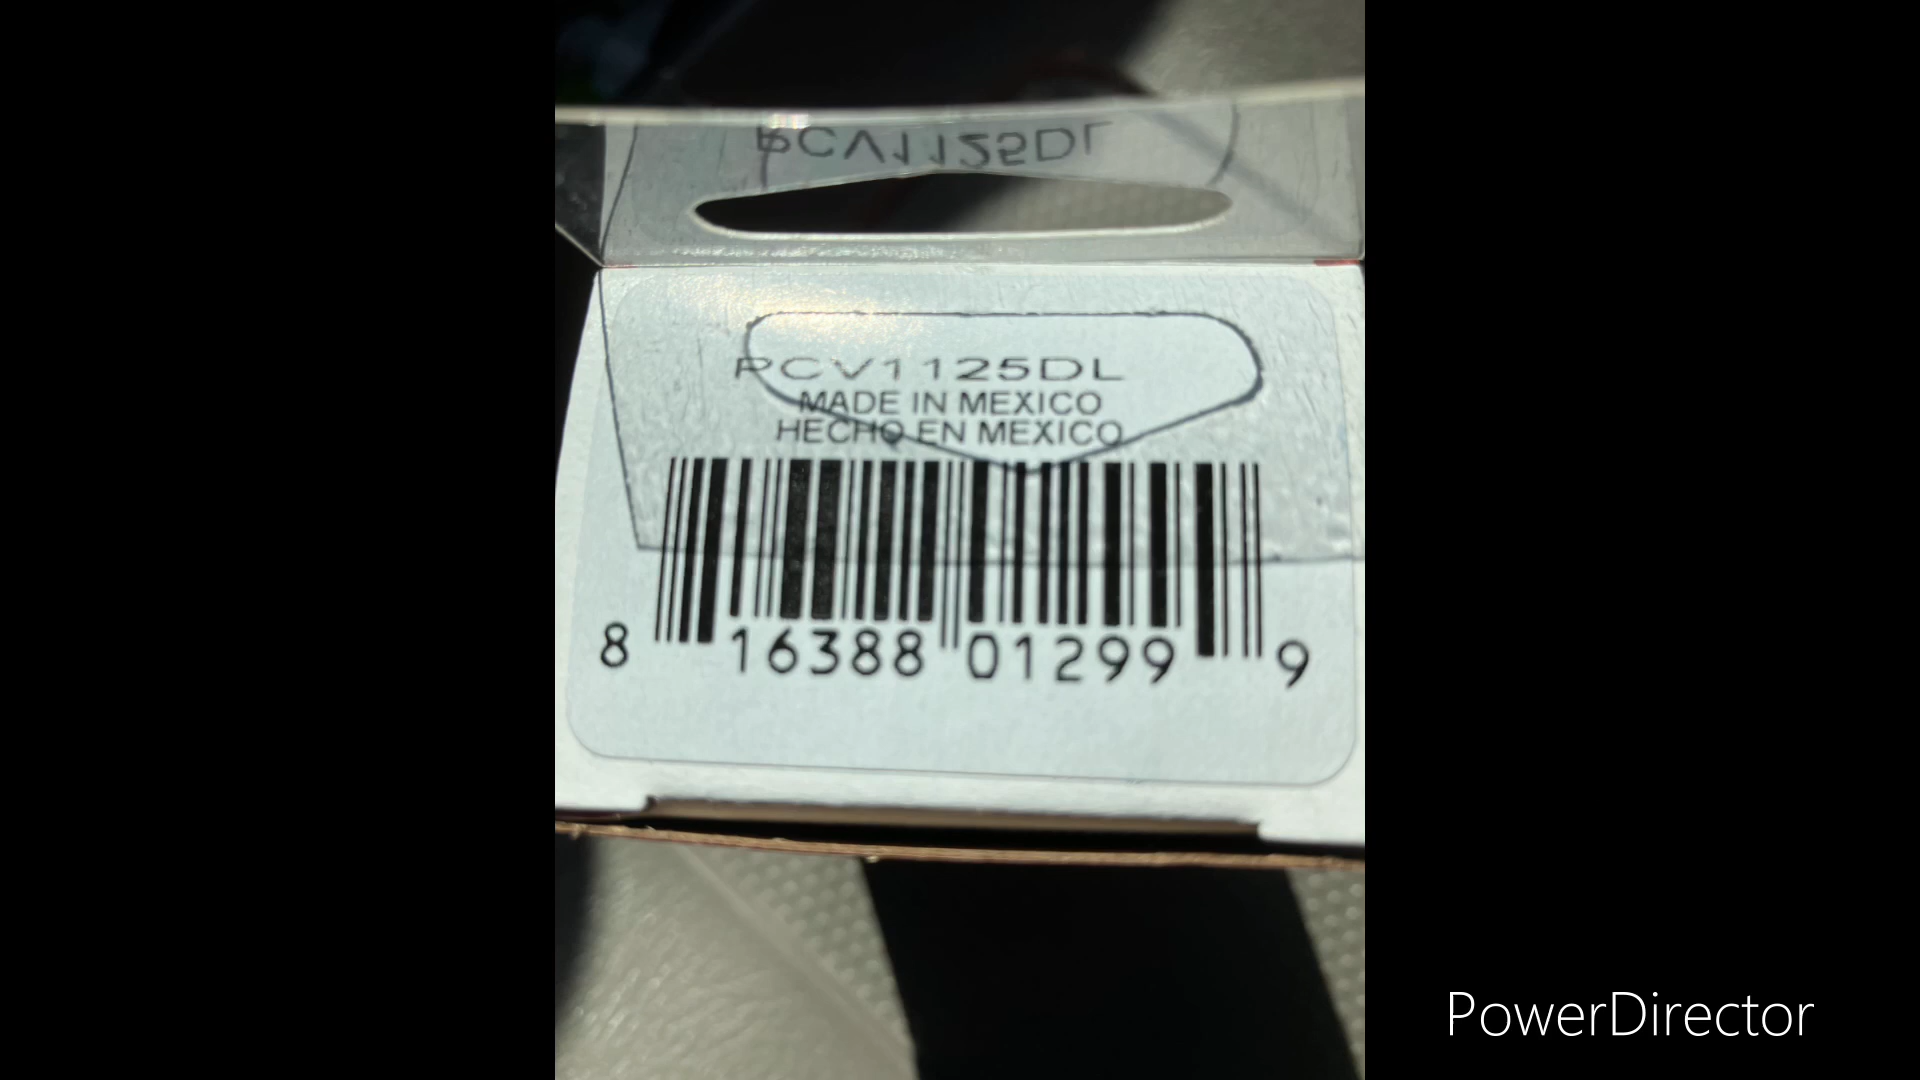 PCV1125DL
PCV1125DL
MADE IN MEXICO
HECHO EN MEXICO
8 16388 01299 9
PowerDirector